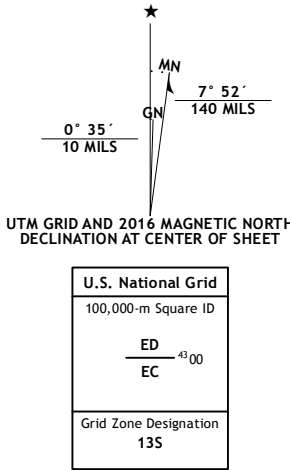 ★
MN
GN
7° 52´
140 MILS
0° 35´
10 MILS
UTM GRID AND 2016 MAGNETIC NORTH
DECLINATION AT CENTER OF SHEET
U.S. National Grid
100,000-m Square ID
ED
4300
EC
Grid Zone Designation
13S